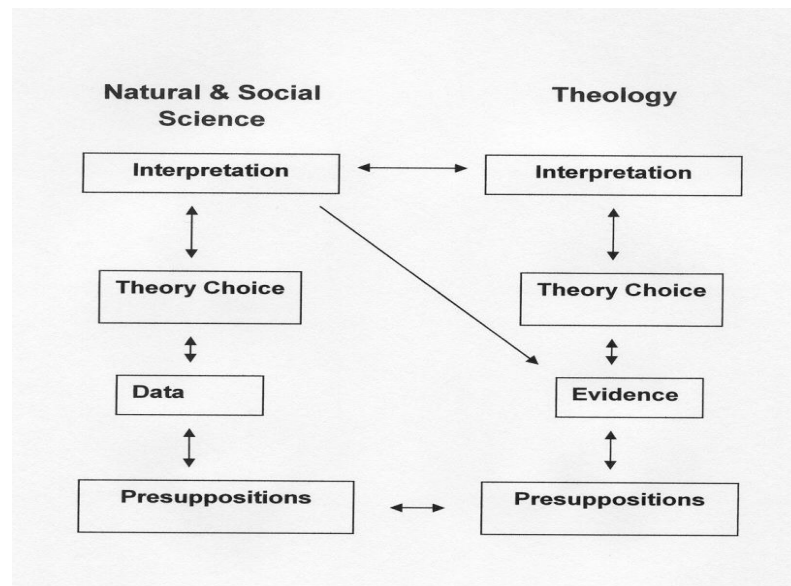 Natural & Social
Science
Theology
Interpretation
Interpretation
Theory Choice
Theory Choice
Data
Evidence
Presuppositions
Presuppositions